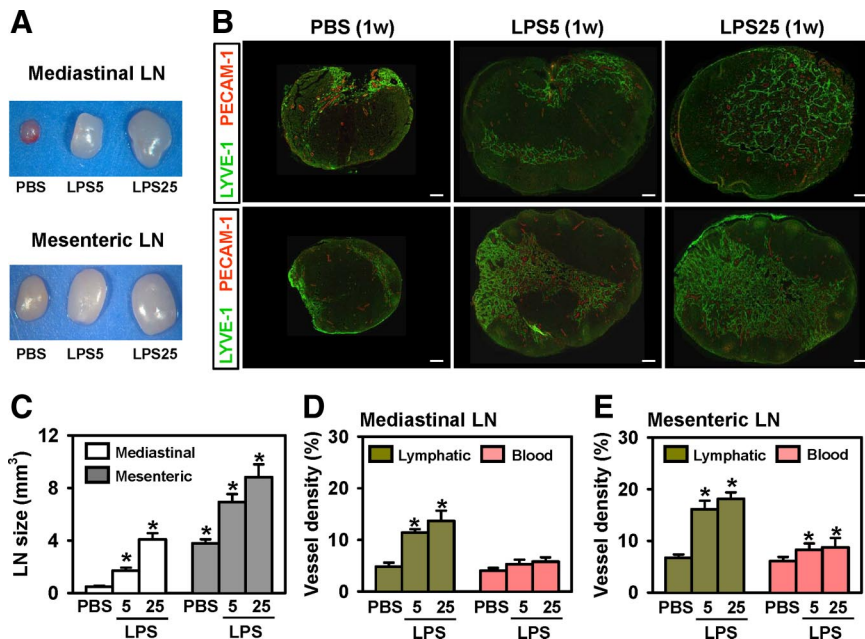 A
Mediastinal LN
PBS LPS5 LPS25
Mesenteric LN
PBS LPS5 LPS25
B
PBS (1w) LPS5 (1w) LPS25 (1w)
LYVE-1 PECAM-1
LYVE-1 PECAM-1
C
LN size (mm³)
12
8
4
0
Mediastinal
Mesenteric
* * * * *
PBS 5 25 PBS 5 25
LPS LPS
D
Mediastinal LN
Vessel density (%)
30
20
10
0
Lymphatic Blood
* *
PBS 5 25 PBS 5 25
LPS LPS
E
Mesenteric LN
Vessel density (%)
30
20
10
0
Lymphatic Blood
* * * *
PBS 5 25 PBS 5 25
LPS LPS